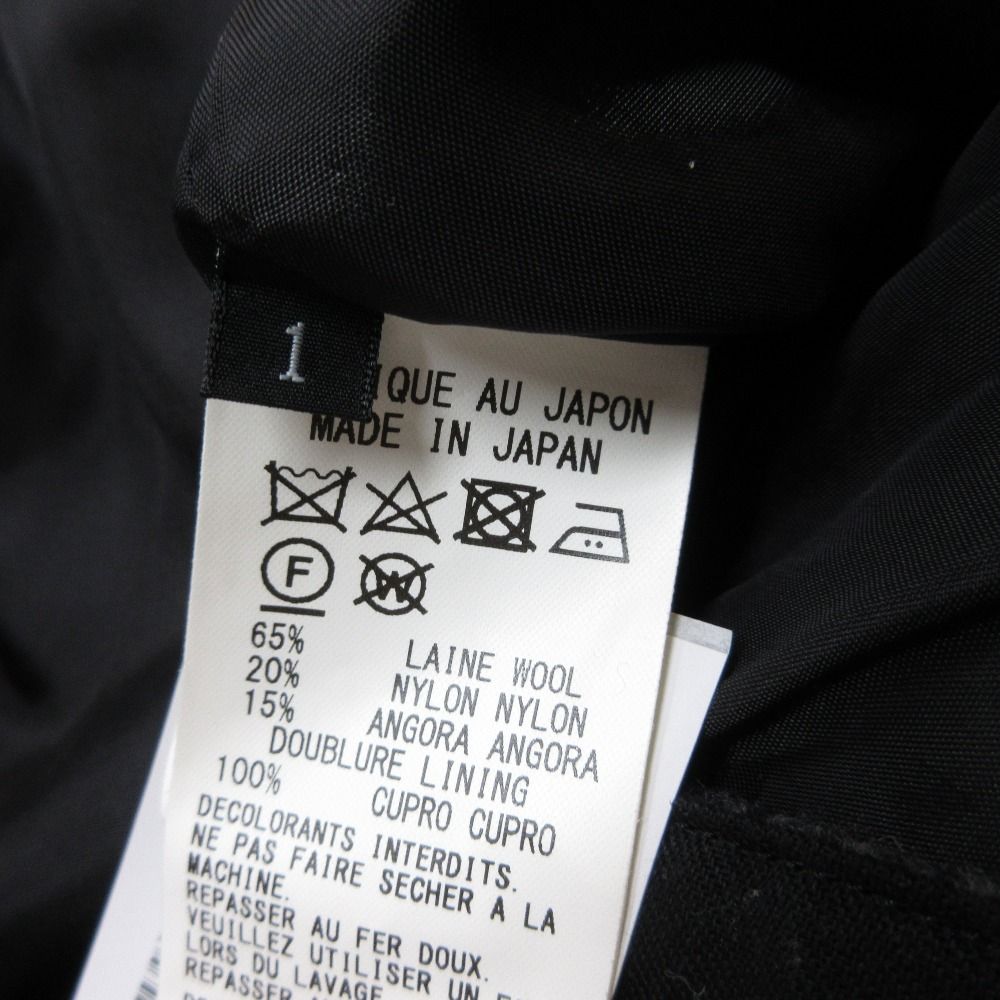 1
AU JAPON
MADE IN JAPAN
F
W
65% LAINE WOOL
20% NYLON NYLON
15% ANGORA ANGORA
DOUBLURE LINING
100% CUPRO CUPRO
DECOLORANTS INTERDITS.
NE PAS FAIRE SECHER A LA
MACHINE.
REPASSER AU FER DOUX.
VEUILLEZ UTILISER UN
LORS DU LAVAGE.
REPASSER